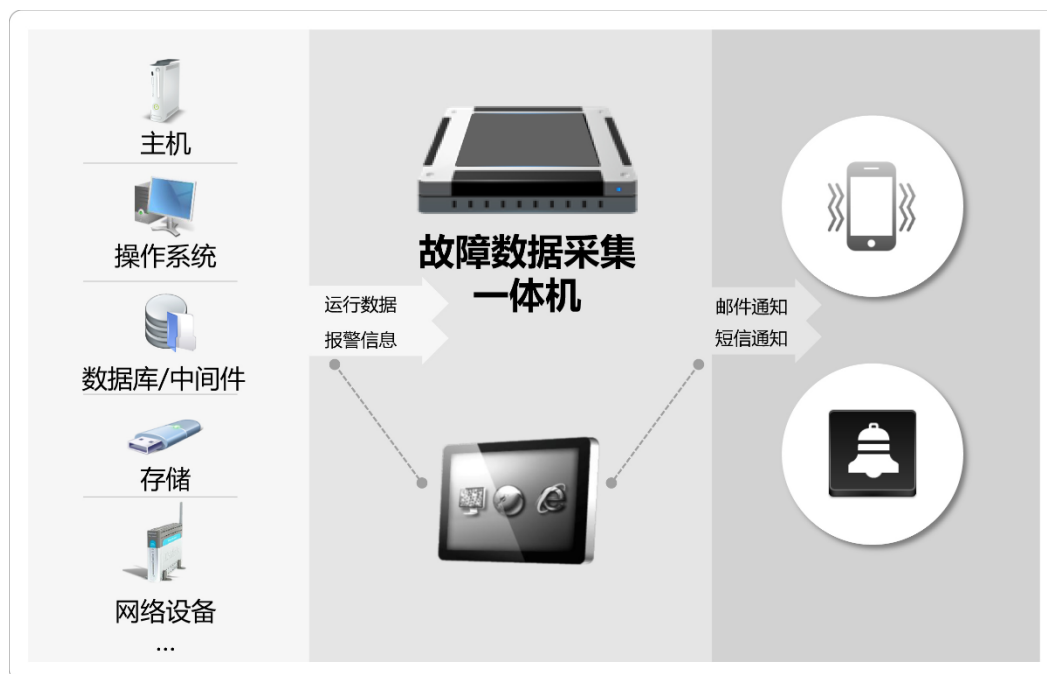 主机
操作系统
数据库/中间件
存储
网络设备
...
运行数据
报警信息
故障数据采集
一体机
邮件通知
短信通知